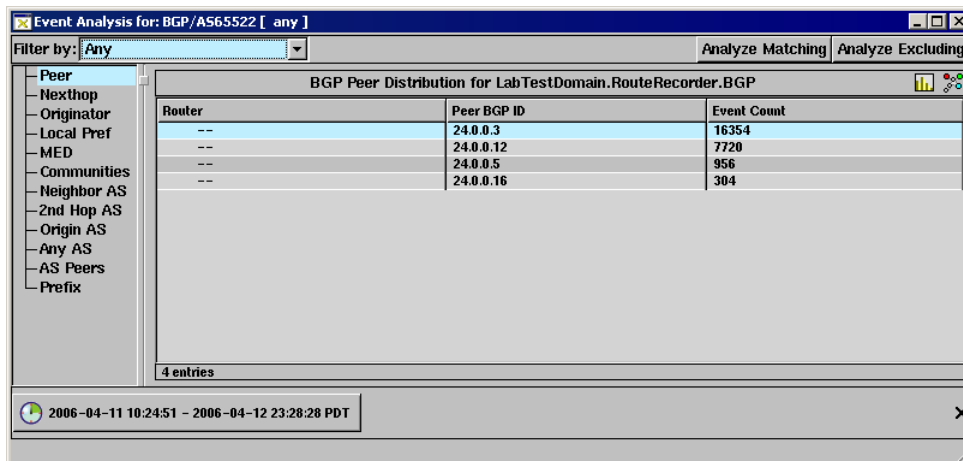 Event Analysis for: BGP/AS65522 [ any ]
Filter by: Any Analyze Matching Analyze Excluding
Peer
Nexthop
Originator
Local Pref
MED
Communities
Neighbor AS
2nd Hop AS
Origin AS
Any AS
AS Peers
Prefix
BGP Peer Distribution for LabTestDomain.RouteRecorder.BGP
Router Peer BGP ID Event Count
-- 24.0.0.3 16354
-- 24.0.0.12 7720
-- 24.0.0.5 956
-- 24.0.0.16 304
4 entries
2006-04-11 10:24:51 - 2006-04-12 23:28:28 PDT